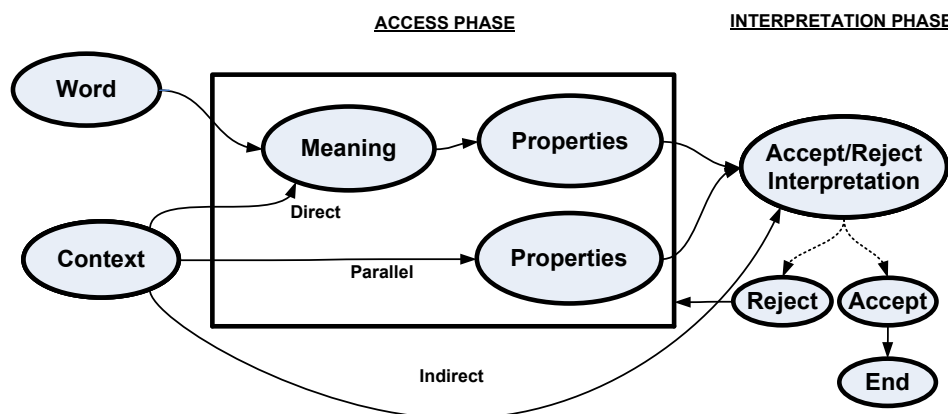 ACCESS PHASE
INTERPRETATION PHASE
Word
Meaning
Properties
Accept/Reject
Interpretation
Direct
Context
Properties
Parallel
Reject
Accept
Indirect
End